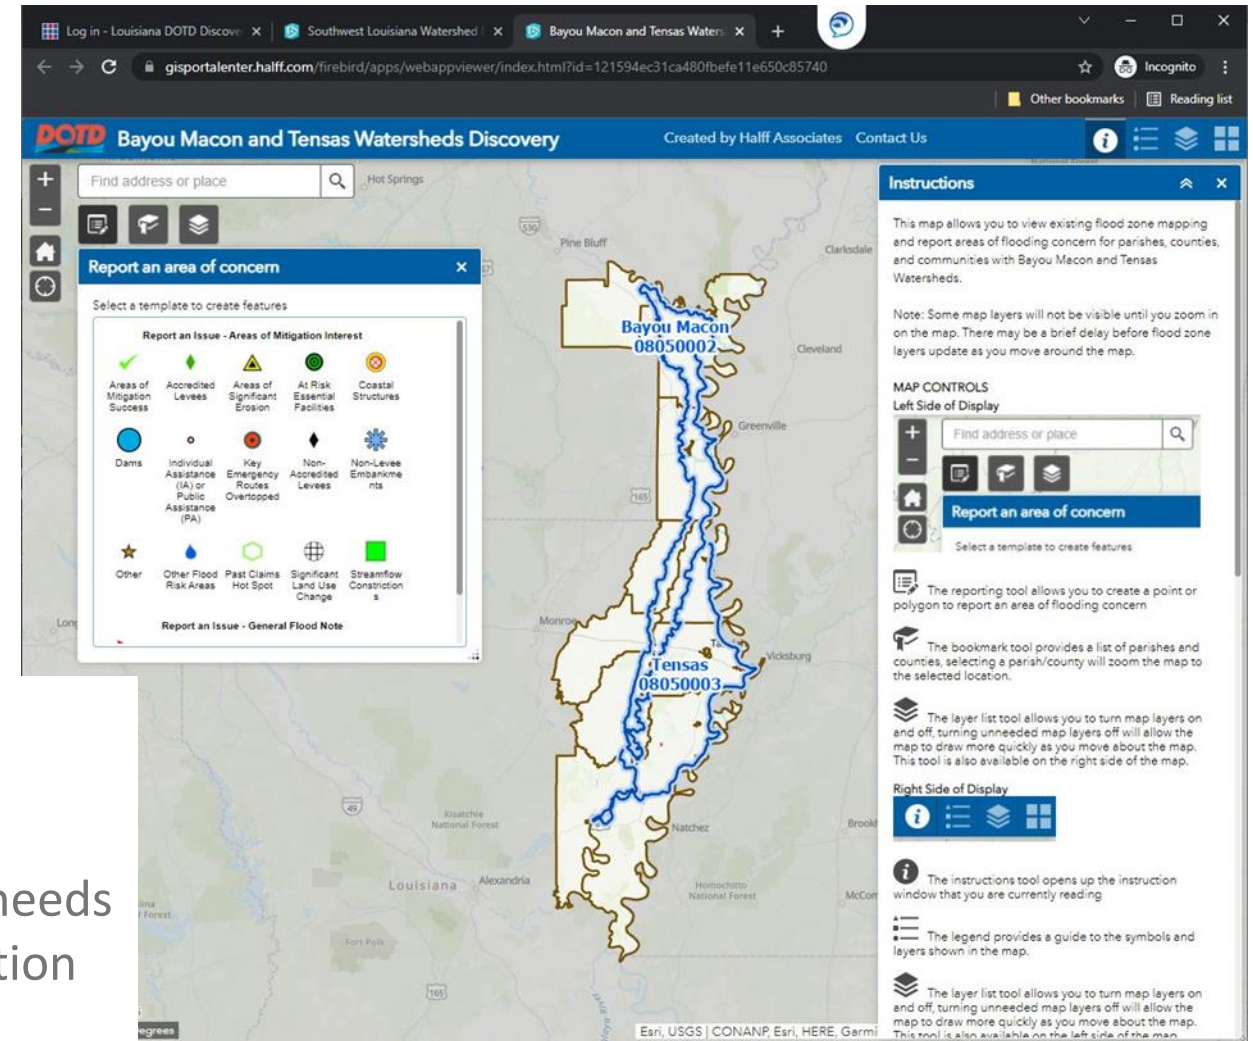 Log in - Louisiana DOTD Discove
Southwest Louisiana Watershed
Bayou Macon and Tensas Waters
gisportalenter.halff.com/firebird/apps/webappviewer/index.html?id=121594ec31ca480fbefe11e650c85740
Incognito
Other bookmarks
Reading list
DOTD
Bayou Macon and Tensas Watersheds Discovery
Created by Halff Associates
Contact Us
Find address or place
Report an area of concern
Select a template to create features
Report an Issue - Areas of Mitigation Interest
Areas of
Mitigation
Success
Accredited
Levees
Areas of
Significant
Erosion
At Risk
Essential
Facilities
Coastal
Structures
Dams
Individual
Assistance
(IA) or
Public
Assistance
(PA)
Key
Emergency
Routes
Overtopped
Non-
Accredited
Levees
Non-Levee
Embankme
nts
Other
Other Flood
Risk Areas
Past Claims
Hot Spot
Significant
Land Use
Change
Streamflow
Constriction
s
Report an Issue - General Flood Note
Hot Springs
530
Pine Bluff
Clarksdale
Bayou Macon
08050002
Cleveland
Greenville
165
Monroe
Vicksburg
Tensas
08050003
49
Kisatchie
National Forest
Natchez
Louisiana
Alexandria
Homochitto
National Forest
Fort Polk
165
Esri, USGS | CONANP, Esri, HERE, Garmi
needs
tion
Instructions
This map allows you to view existing flood zone mapping
and report areas of flooding concern for parishes, counties,
and communities with Bayou Macon and Tensas
Watersheds.
Note: Some map layers will not be visible until you zoom in
on the map. There may be a brief delay before flood zone
layers update as you move around the map.
MAP CONTROLS
Left Side of Display
Find address or place
Report an area of concern
Select a template to create features
The reporting tool allows you to create a point or
polygon to report an area of flooding concern
The bookmark tool provides a list of parishes and
counties, selecting a parish/county will zoom the map to
the selected location.
The layer list tool allows you to turn map layers on
and off, turning unneeded map layers off will allow the
map to draw more quickly as you move about the map.
This tool is also available on the right side of the map.
Right Side of Display
The instructions tool opens up the instruction
window that you are currently reading
The legend provides a guide to the symbols and
layers shown in the map.
The layer list tool allows you to turn map layers on
and off, turning unneeded map layers off will allow the
map to draw more quickly as you move about the map.
This tool is also available on the left side of the map